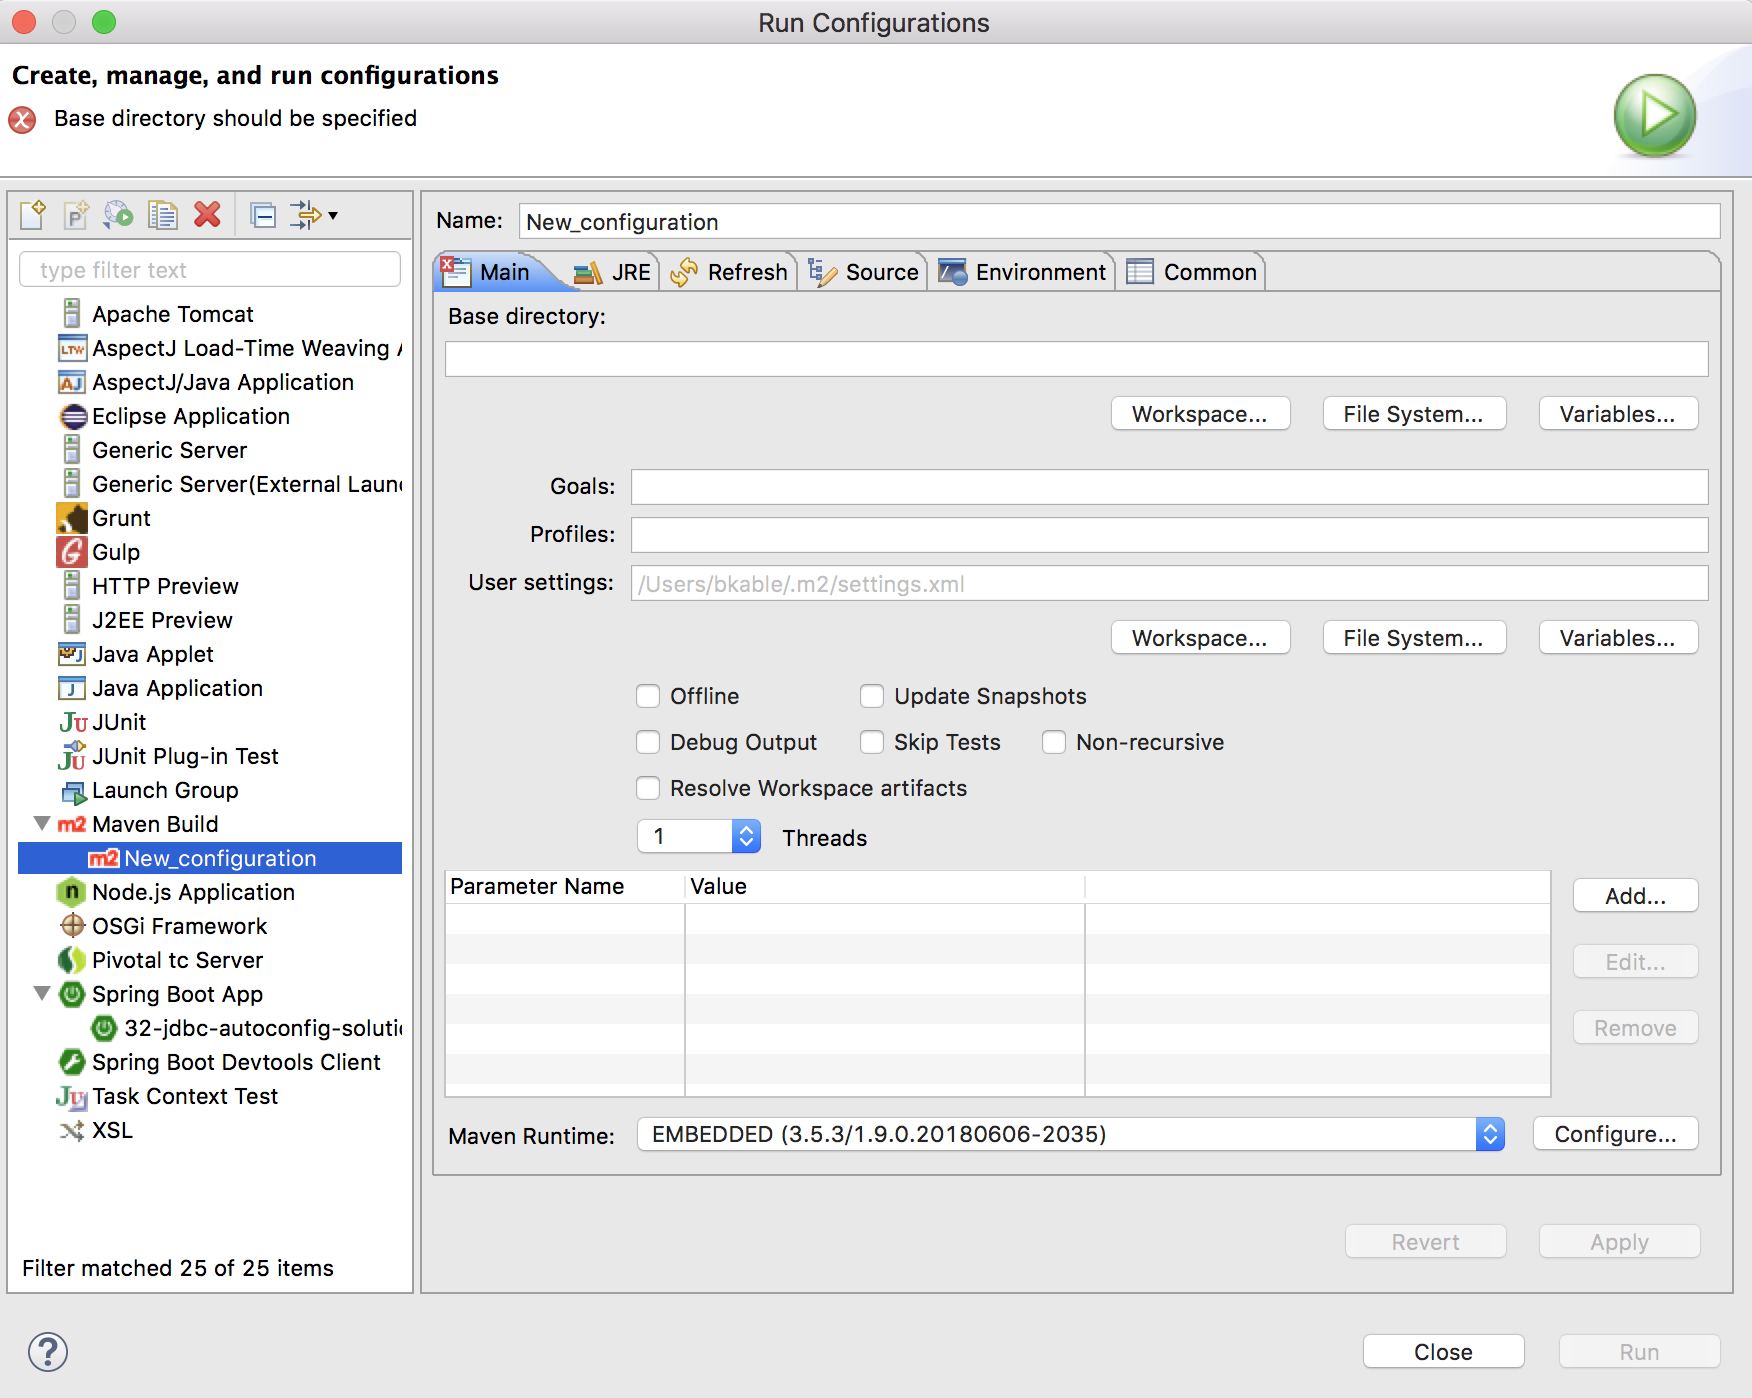 Run Configurations
Create, manage, and run configurations
Base directory should be specified
type filter text
Apache Tomcat
AspectJ Load-Time Weaving
AspectJ/Java Application
Eclipse Application
Generic Server
Generic Server(External Laun
Grunt
Gulp
HTTP Preview
J2EE Preview
Java Applet
Java Application
JUnit
JUnit Plug-in Test
Launch Group
Maven Build
New_configuration
Node.js Application
OSGi Framework
Pivotal tc Server
Spring Boot App
32-jdbc-autoconfig-soluti
Spring Boot Devtools Client
Task Context Test
XSL
Filter matched 25 of 25 items
Name: New_configuration
Main JRE Refresh Source Environment Common
Base directory:
Workspace... File System... Variables...
Goals:
Profiles:
User settings: /Users/bkable/.m2/settings.xml
Workspace... File System... Variables...
Offline Update Snapshots
Debug Output Skip Tests Non-recursive
Resolve Workspace artifacts
1 Threads
Parameter Name Value
Add...
Edit...
Remove
Maven Runtime: EMBEDDED (3.5.3/1.9.0.20180606-2035) Configure...
Revert Apply
Close Run